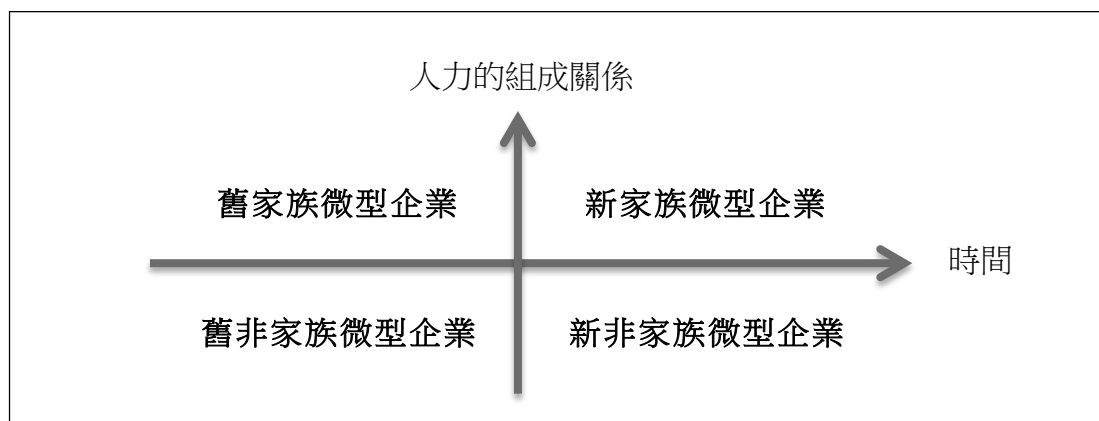 人力的組成關係
舊家族微型企業
新家族微型企業
時間
舊非家族微型企業
新非家族微型企業